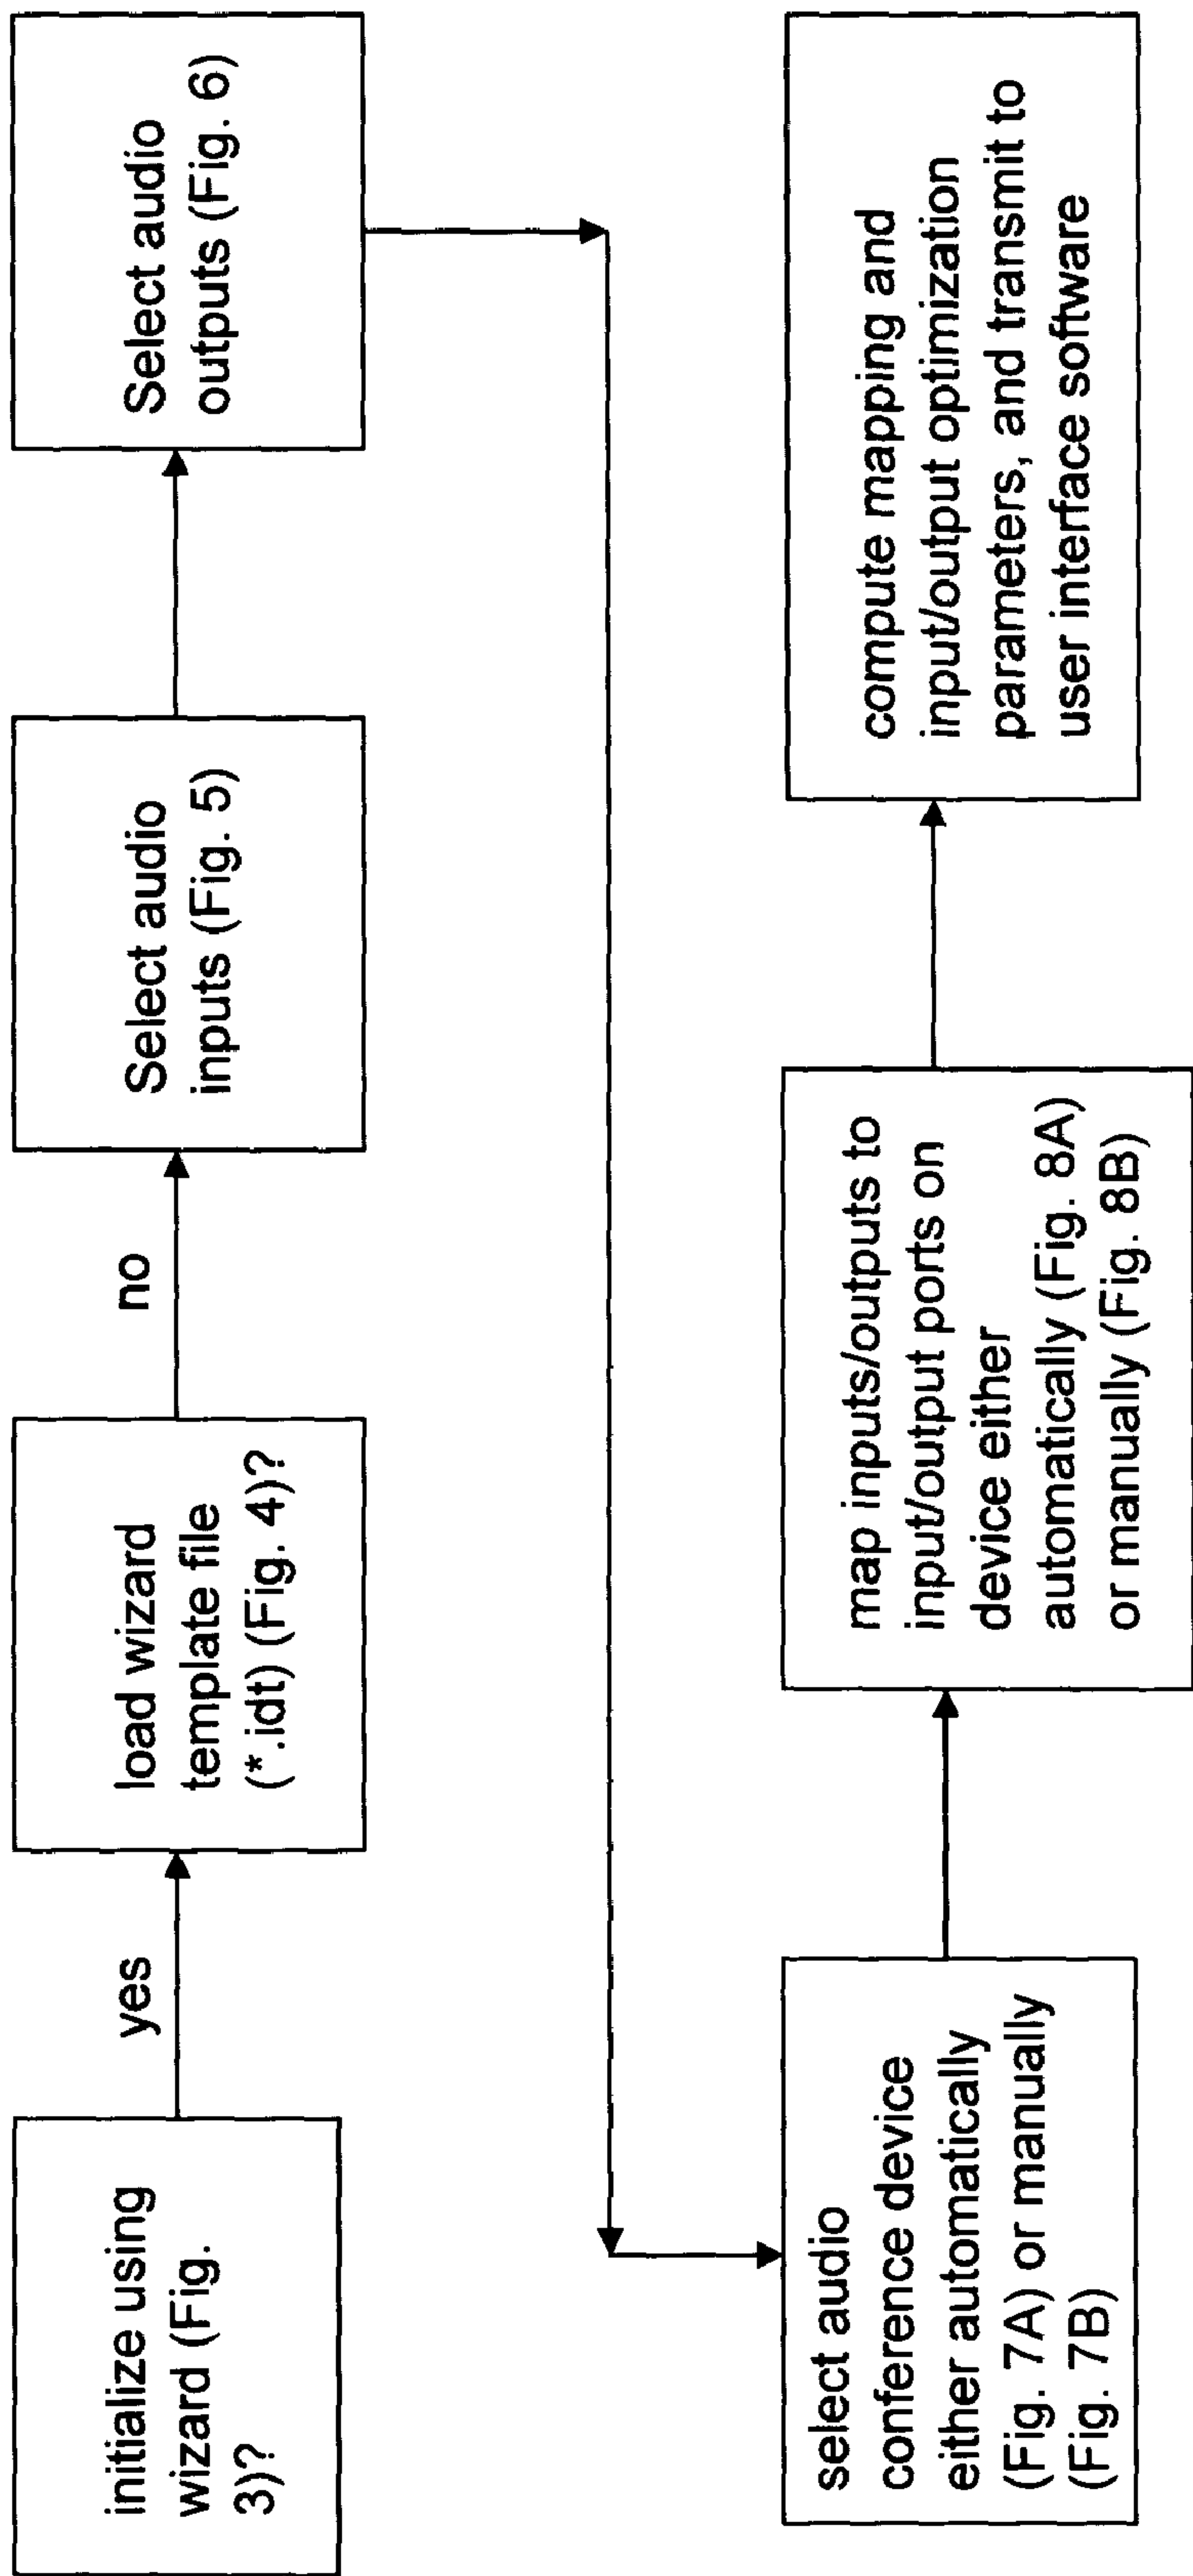 initialize using
wizard (Fig.
3)?
yes
load wizard
template file
(*.idt) (Fig. 4)?
no
Select audio
inputs (Fig. 5)
Select audio
outputs (Fig. 6)
select audio
conference device
either automatically
(Fig. 7A) or manually
(Fig. 7B)
map inputs/outputs to
input/output ports on
device either
automatically (Fig. 8A)
or manually (Fig. 8B)
compute mapping and
input/output optimization
parameters, and transmit to
user interface software